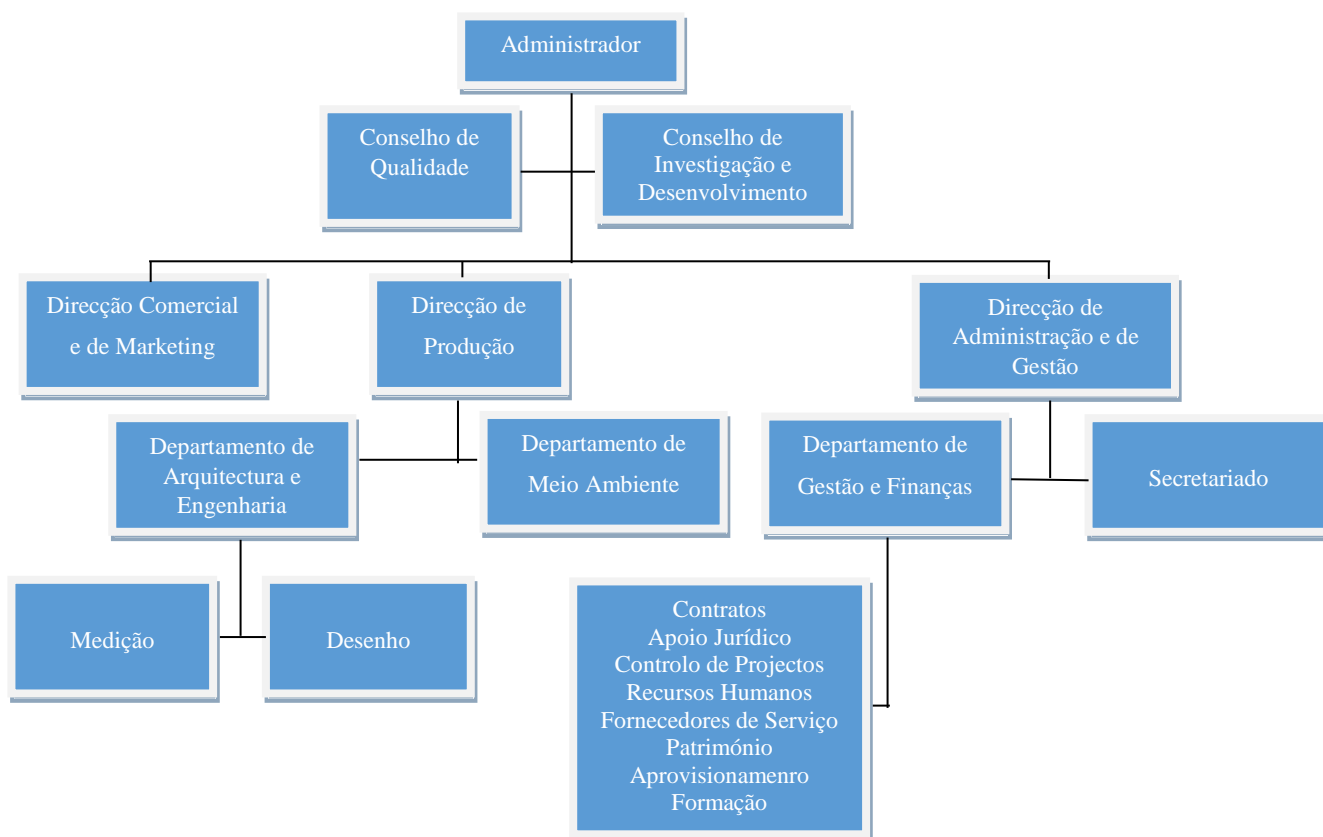 Administrador
Conselho de
Qualidade
Conselho de
Investigação e
Desenvolvimento
Direcção Comercial
e de Marketing
Direcção de
Produção
Direcção de
Administração e de
Gestão
Departamento de
Arquitectura e
Engenharia
Departamento de
Meio Ambiente
Departamento de
Gestão e Finanças
Secretariado
Medição
Desenho
Contratos
Apoio Jurídico
Controlo de Projectos
Recursos Humanos
Fornecedores de Serviço
Património
Aprovisionamenro
Formação